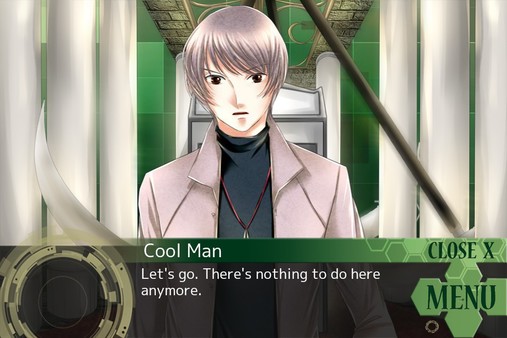 Cool Man
CLOSE X
Let's go. There's nothing to do here
anymore.
MENU